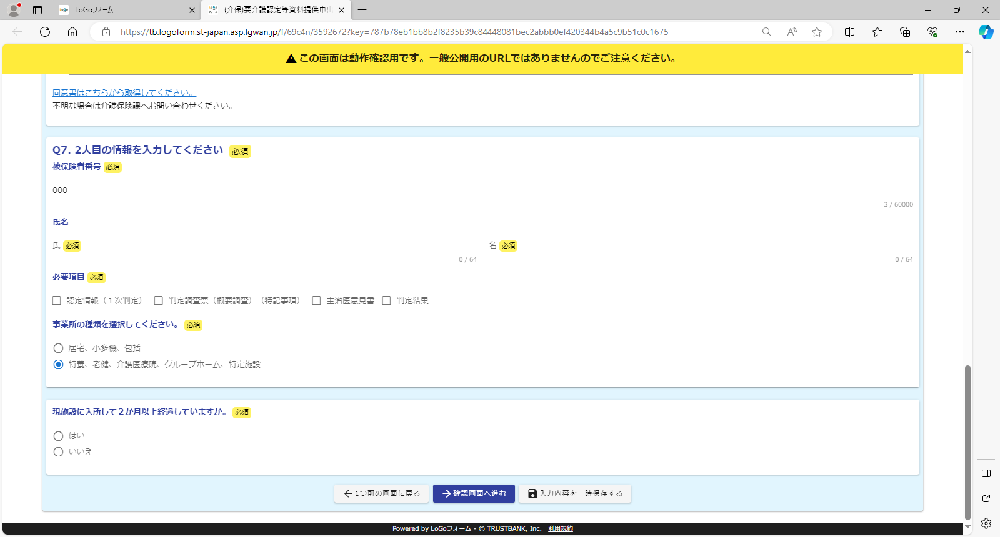 LoGoフォーム
(介保)要介護認定等資料提供申出
https://tb.logoform.st-japan.asp.lgwan.jp/f/69c4n/3592672?key=787b78eb1bb8b2f8235b39c84448081bec2abbb0ef420344b4a5c9b51c0c1675
この画面は動作確認用です。一般公開用のURLではありませんのでご注意ください。
同意書はこちらから取得してください。
不明な場合は介護保険課へお問い合わせください。
Q7. 2人目の情報を入力してください 必須
被保険者番号 必須
000
3 / 60000
氏名
氏 必須 名 必須
0 / 64 0 / 64
必要項目 必須
認定情報（１次判定） 判定調査票（概要調査）（特記事項） 主治医意見書 判定結果
事業所の種類を選択してください。 必須
居宅、小多機、包括
特養、老健、介護医療院、グループホーム、特定施設
現施設に入所して２か月以上経過していますか。 必須
はい
いいえ
←1つ前の画面に戻る →確認画面へ進む 入力内容を一時保存する
Powered by LoGoフォーム - © TRUSTBANK, Inc. 利用規約